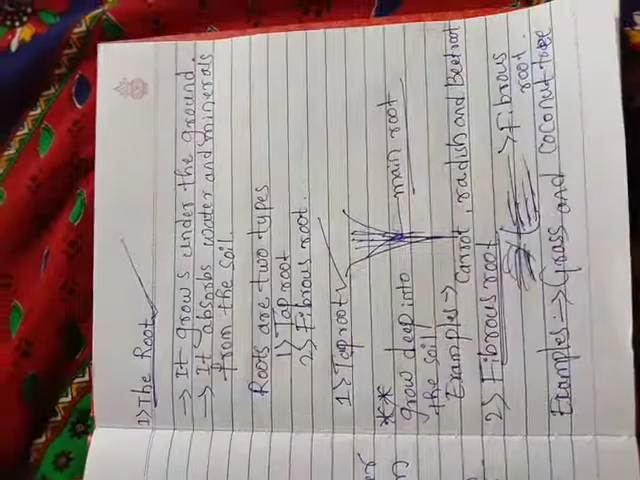 1> The Root
→ It grows under the ground.
→ It absorbs water and minerals
from the soil.
Roots are two types
1> Tap root
2> Fibrous root.
1> Tap root
** main root
grow deep into
the soil
Examples → Carrot, radish and Beetroot
2) Fibrous root
→ Fibrous
root.
Examples → Grass and coconut tree